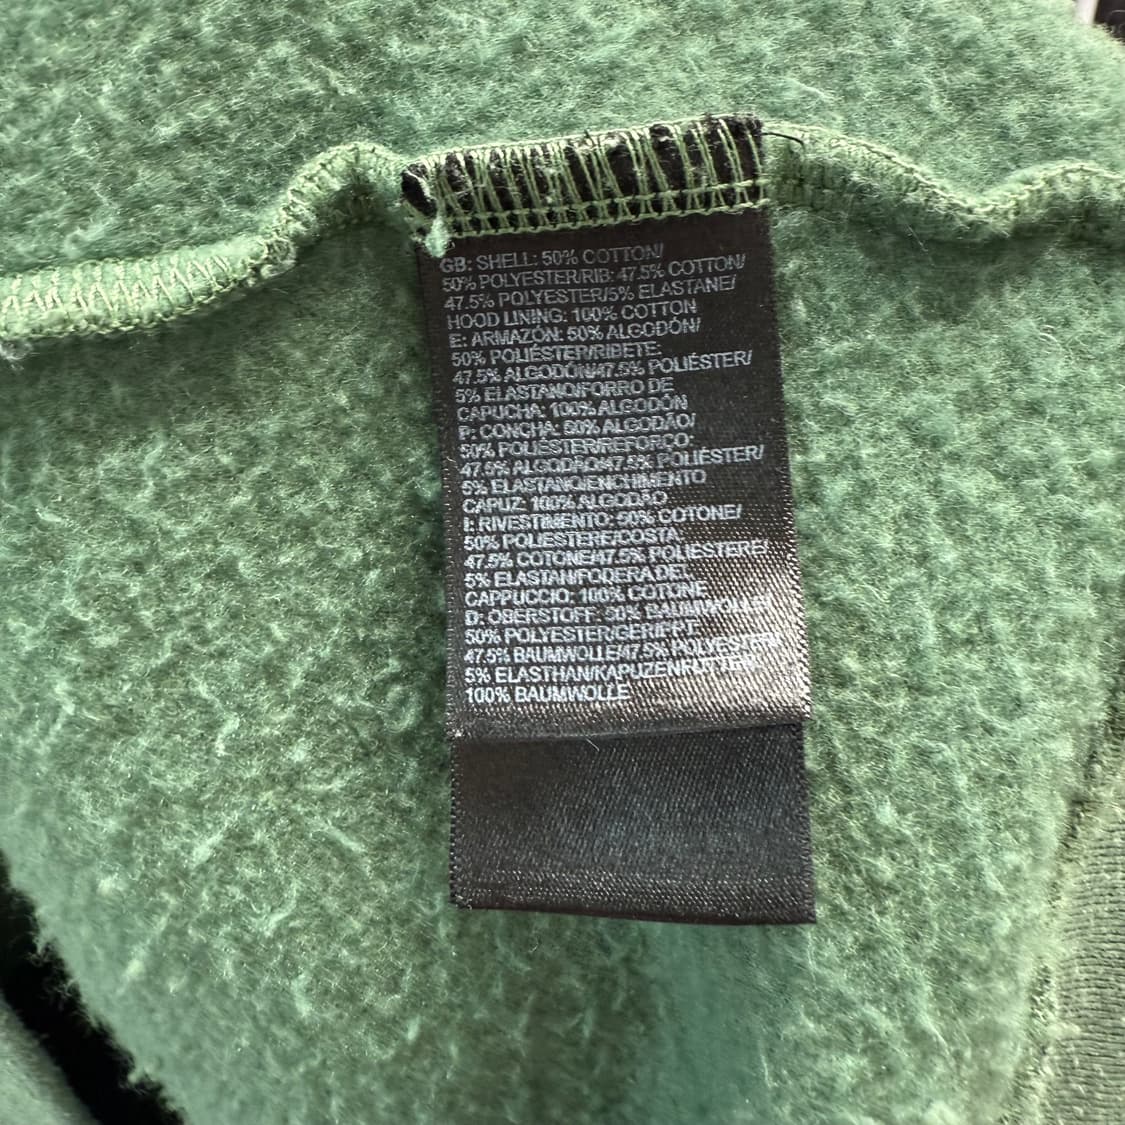 GB: SHELL: 50% COTTON/
50% POLYESTER/RIB: 47.5% COTTON/
47.5% POLYESTER/5% ELASTANE/
HOOD LINING: 100% COTTON
E: ARMAZÓN: 50% ALGODÓN/
50% POLIÉSTER/RIBETE:
47.5% ALGODÓN/47.5% POLIÉSTER/
5% ELASTANO/FORRO DE
CAPUCHA: 100% ALGODÓN
P: CONCHA: 50% ALGODÃO/
50% POLIÉSTER/REFORÇO:
47.5% ALGODÃO/47.5% POLIÉSTER/
5% ELASTANO/ENCHIMENTO
CAPUZ: 100% ALGODÃO
I: RIVESTIMENTO: 50% COTONE/
50% POLIESTERE/COSTA
47.5% COTONE/47.5% POLIESTERE/
5% ELASTAN/FODERA DEL
CAPPUCCIO: 100% COTONE
D: OBERSTOFF: 50% BAUMWOLLE/
50% POLYESTER/GERIPPT
47.5% BAUMWOLLE/47.5% POLYESTER/
5% ELASTHAN/KAPUZENFUTTER
100% BAUMWOLLE